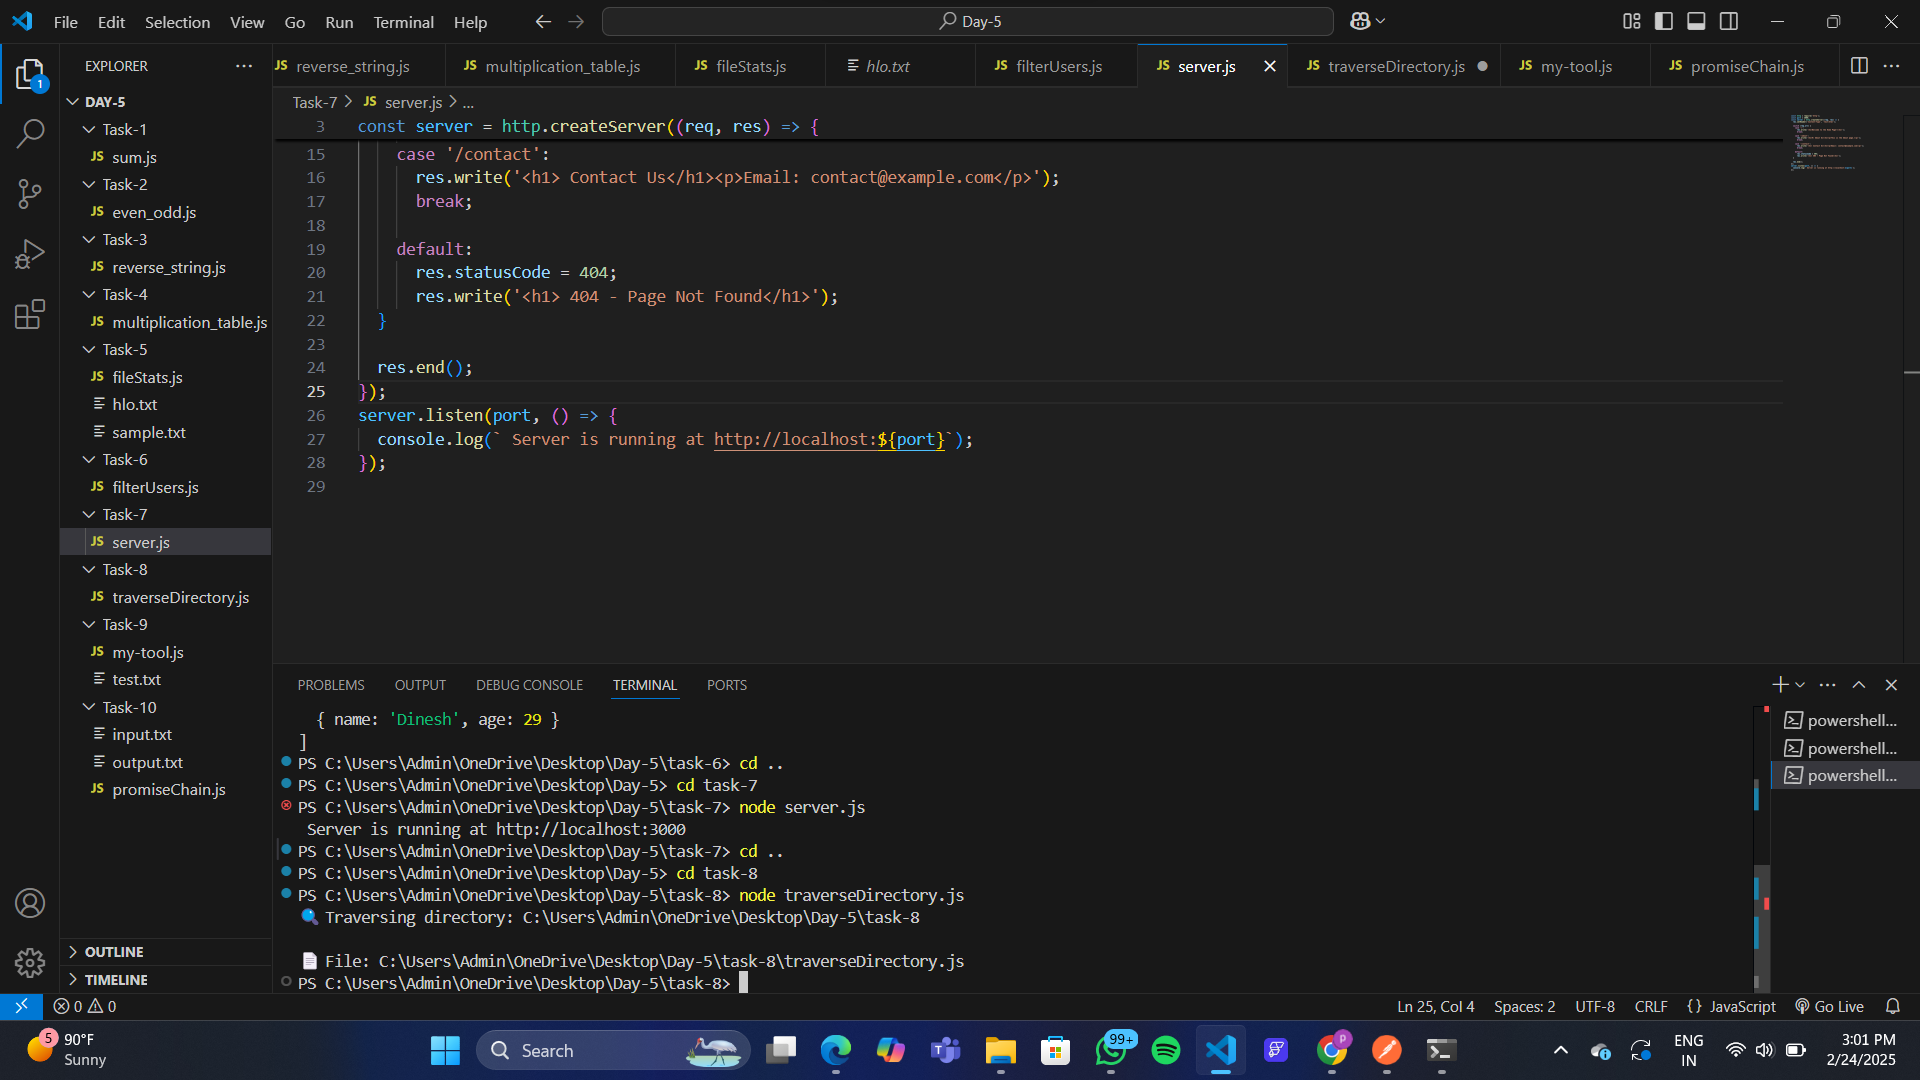 File Edit Selection View Go Run Terminal Help
Day-5
EXPLORER
DAY-5
Task-1
JS sum.js
Task-2
JS even_odd.js
Task-3
JS reverse_string.js
Task-4
JS multiplication_table.js
Task-5
JS fileStats.js
hlo.txt
sample.txt
Task-6
JS filterUsers.js
Task-7
JS server.js
Task-8
JS traverseDirectory.js
Task-9
JS my-tool.js
test.txt
Task-10
input.txt
output.txt
JS promiseChain.js
OUTLINE
TIMELINE
1
JS reverse_string.js JS multiplication_table.js JS fileStats.js hlo.txt JS filterUsers.js JS server.js JS traverseDirectory.js JS my-tool.js JS promiseChain.js
Task-7 > JS server.js > ...
3 const server = http.createServer((req, res) => {
15 case '/contact':
16 res.write('<h1> Contact Us</h1><p>Email: contact@example.com</p>');
17 break;
18
19 default:
20 res.statusCode = 404;
21 res.write('<h1> 404 - Page Not Found</h1>');
22 }
23
24 res.end();
25 });
26 server.listen(port, () => {
27 console.log(` Server is running at http://localhost:${port}`);
28 });
29
PROBLEMS OUTPUT DEBUG CONSOLE TERMINAL PORTS
{ name: 'Dinesh', age: 29 }
]
PS C:\Users\Admin\OneDrive\Desktop\Day-5\task-6> cd ..
PS C:\Users\Admin\OneDrive\Desktop\Day-5> cd task-7
PS C:\Users\Admin\OneDrive\Desktop\Day-5\task-7> node server.js
Server is running at http://localhost:3000
PS C:\Users\Admin\OneDrive\Desktop\Day-5\task-7> cd ..
PS C:\Users\Admin\OneDrive\Desktop\Day-5> cd task-8
PS C:\Users\Admin\OneDrive\Desktop\Day-5\task-8> node traverseDirectory.js
Traversing directory: C:\Users\Admin\OneDrive\Desktop\Day-5\task-8
File: C:\Users\Admin\OneDrive\Desktop\Day-5\task-8\traverseDirectory.js
PS C:\Users\Admin\OneDrive\Desktop\Day-5\task-8>
powershell...
powershell...
powershell...
0 0
Ln 25, Col 4 Spaces: 2 UTF-8 CRLF {} JavaScript Go Live
5
90°F
Sunny
Search
99+
P
ENG
IN
3:01 PM
2/24/2025